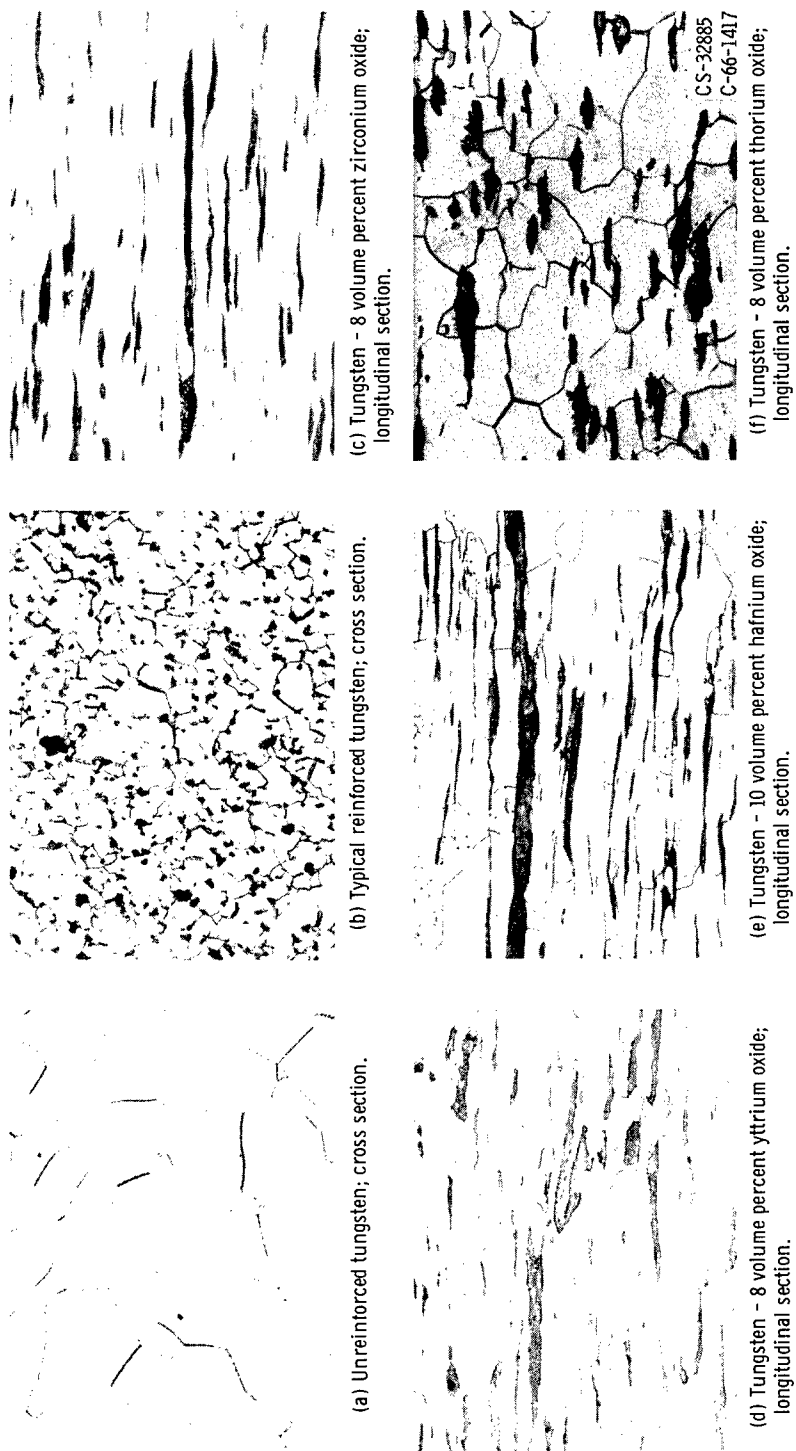 (a) Unreinforced tungsten; cross section.
(b) Typical reinforced tungsten; cross section.
(c) Tungsten - 8 volume percent zirconium oxide;
longitudinal section.
(d) Tungsten - 8 volume percent yttrium oxide;
longitudinal section.
(e) Tungsten - 10 volume percent hafnium oxide;
longitudinal section.
CS-32885
C-66-1417
(f) Tungsten - 8 volume percent thorium oxide;
longitudinal section.